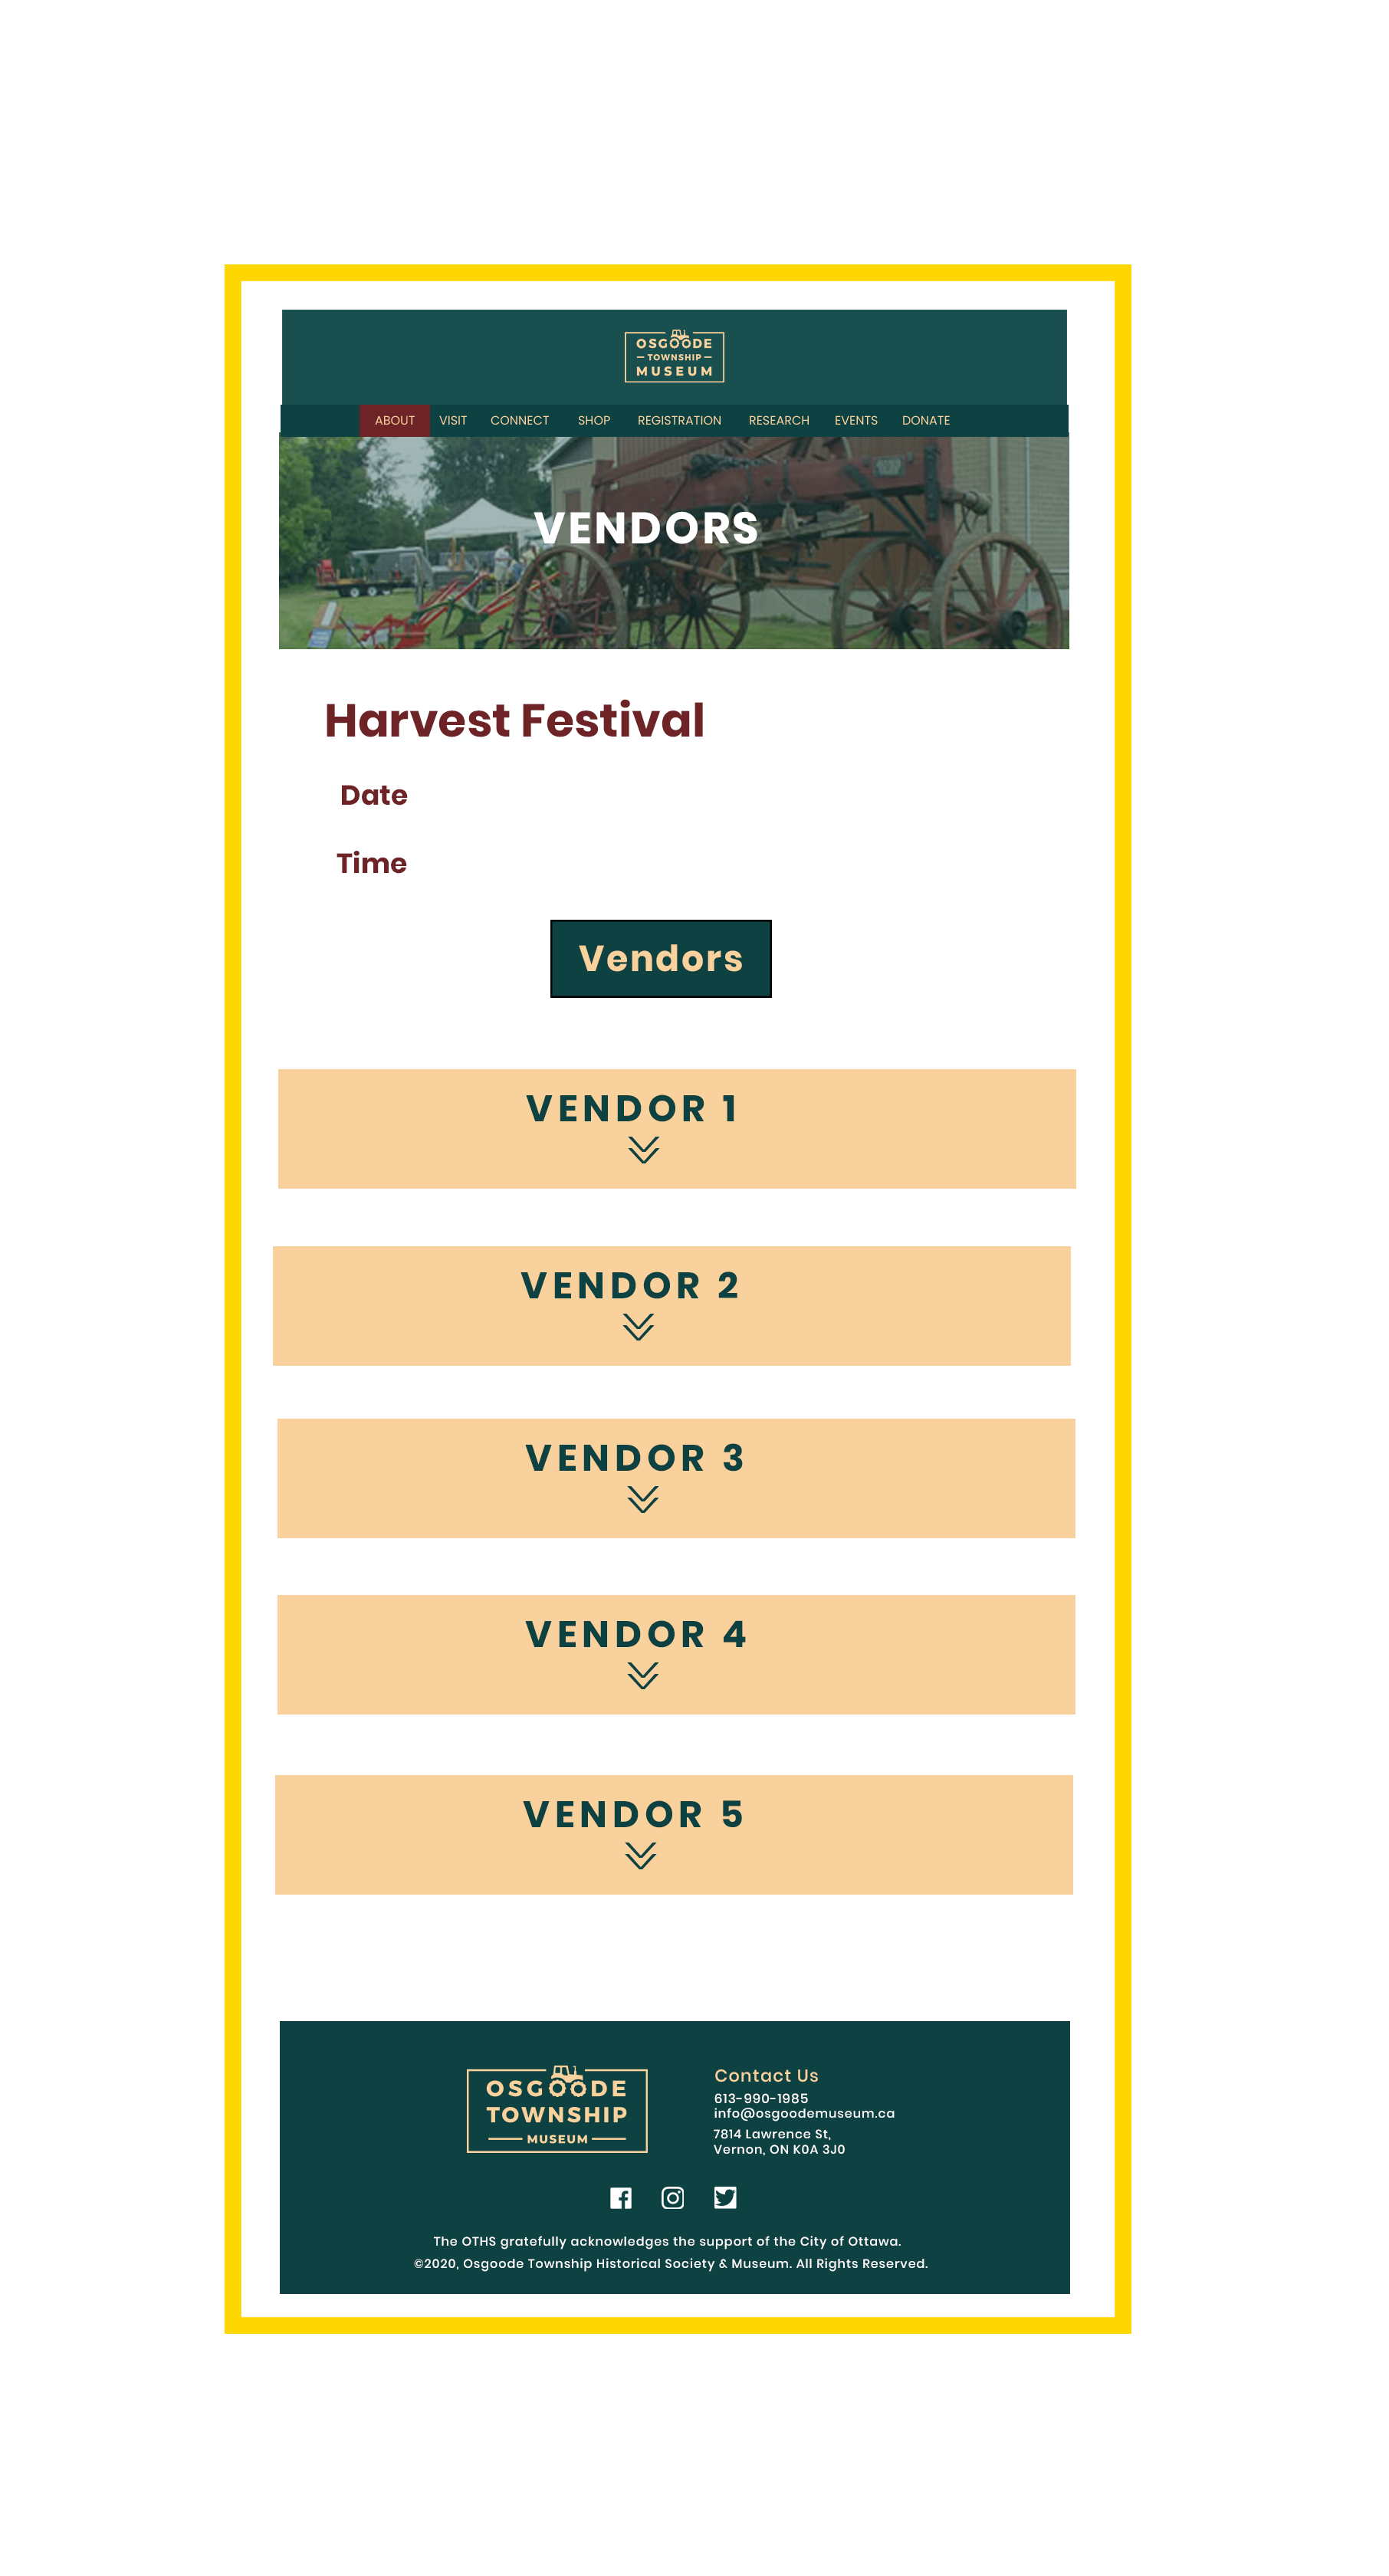 OSGOODE
TOWNSHIP
MUSEUM
ABOUT VISIT CONNECT SHOP REGISTRATION RESEARCH EVENTS DONATE
VENDORS
Harvest Festival
Date
Time
Vendors
VENDOR 1
VENDOR 2
VENDOR 3
VENDOR 4
VENDOR 5
OSGOODE
TOWNSHIP
MUSEUM
Contact Us
613-990-1985
info@osgoodemuseum.ca
7814 Lawrence St,
Vernon, ON K0A 3J0
The OTHS gratefully acknowledges the support of the City of Ottawa.
©2020, Osgoode Township Historical Society & Museum. All Rights Reserved.